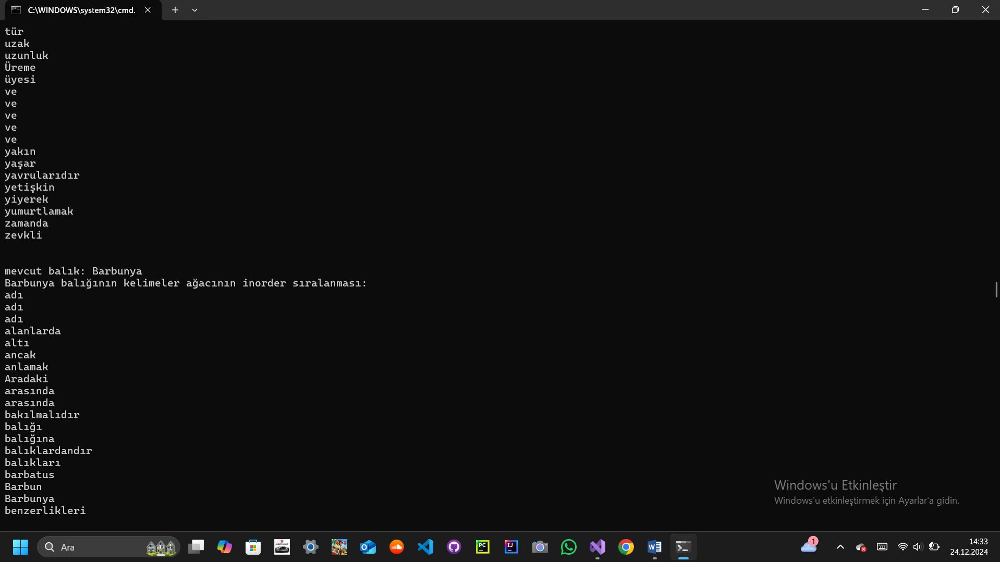 C:\WINDOWS\system32\cmd.
tür
uzak
uzunluk
Üreme
üyesi
ve
ve
ve
ve
ve
yakın
yaşar
yavrularıdır
yetişkin
yiyerek
yumurtlamak
zamanda
zevkli
mevcut balık: Barbunya
Barbunya balığının kelimeler ağacının inorder sıralanması:
adı
adı
adı
alanlarda
altı
ancak
anlamak
Aradaki
arasında
arasında
bakılmalıdır
balığı
balığına
balıklardandır
balıkları
barbatus
Barbun
Barbunya
benzerlikleri
Windows'u Etkinleştir
Windows'u etkinleştirmek için Ayarlar'a gidin.
Ara
PC
IJ
1
14:33
24.12.2024